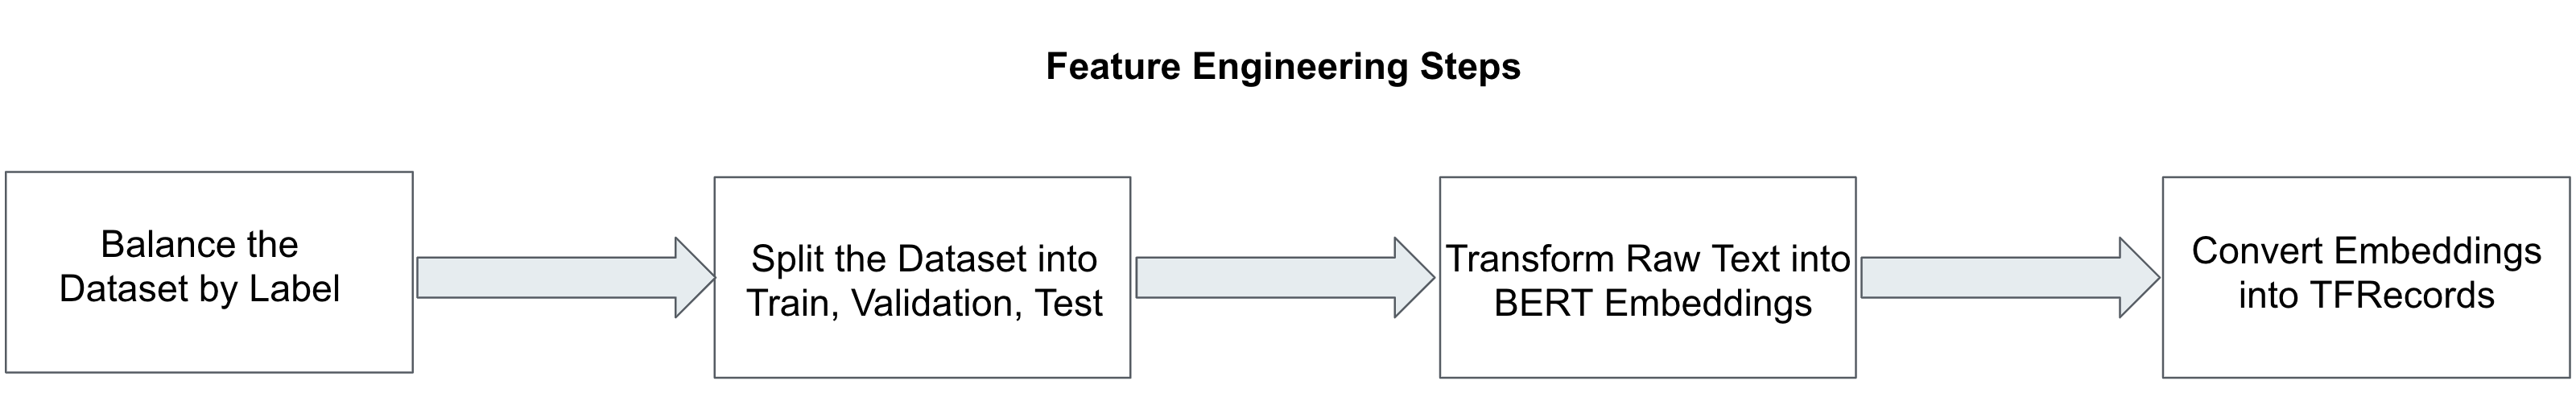 Feature Engineering Steps
Balance the
Dataset by Label
Split the Dataset into
Train, Validation, Test
Transform Raw Text into
BERT Embeddings
Convert Embeddings
into TFRecords